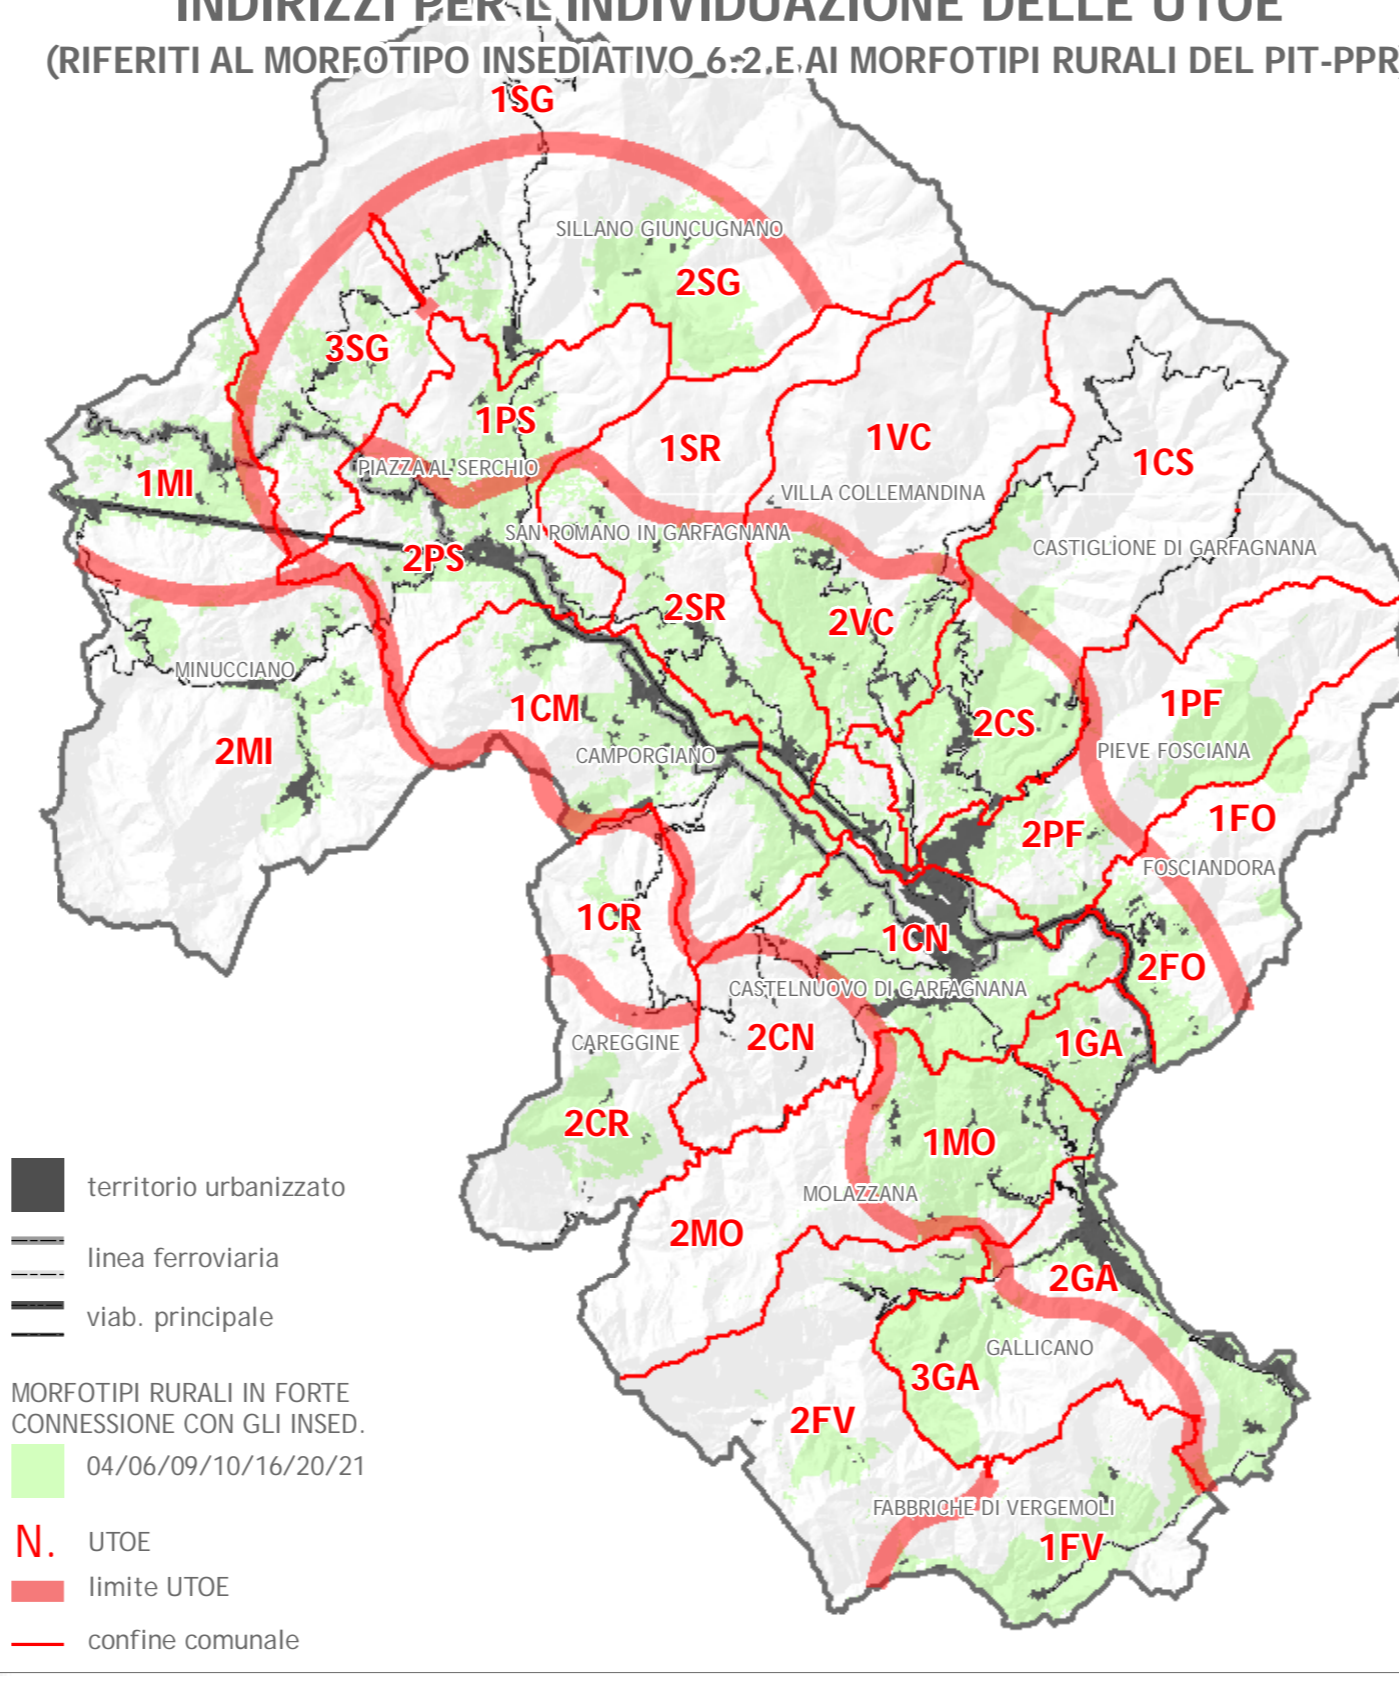 INDIRIZZI PER L'INDIVIDUAZIONE DELLE UTOE
(RIFERITI AL MORFOTIPO INSEDIATIVO 6.2 E AI MORFOTIPI RURALI DEL PIT-PPR
1SG
SILLANO GIUNCUGNANO
2SG
3SG
1PS
1SR
1VC
1CS
PIAZZA AL SERCHIO
1MI
VILLA COLLEMANDINA
SAN ROMANO IN GARFAGNANA
CASTIGLIONE DI GARFAGNANA
2PS
2SR
2VC
MINUCCIANO
1CM
1PF
2CS
2MI
CAMPORGIANO
PIEVE FOSCIANA
1FO
2PF
FOSCIANDORA
1CR
1CN
2FO
CASTELNUOVO DI GARFAGNANA
CAREGGINE
2CN
1GA
2CR
1MO
MOLAZZANA
2MO
2GA
GALLICANO
3GA
2FV
FABBRICHE DI VERGEMOLI
1FV
territorio urbanizzato
linea ferroviaria
viab. principale
MORFOTIPI RURALI IN FORTE
CONNESSIONE CON GLI INSED.
04/06/09/10/16/20/21
N. UTOE
limite UTOE
confine comunale